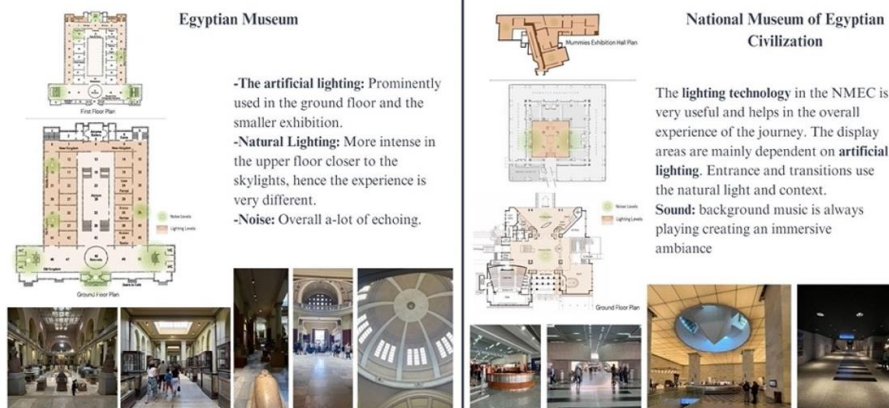 Egyptian Museum
First Floor Plan
-The artificial lighting: Prominently
used in the ground floor and the
smaller exhibition.
-Natural Lighting: More intense in
the upper floor closer to the
skylights, hence the experience is
very different.
-Noise: Overall a-lot of echoing.
Noise Levels
Lighting Levels
Ground Floor Plan
National Museum of Egyptian
Civilization
Mummies Exhibition Hall Plan
The lighting technology in the NMEC is
very useful and helps in the overall
experience of the journey. The display
areas are mainly dependent on artificial
lighting. Entrance and transitions use
the natural light and context.
Sound: background music is always
playing creating an immersive
ambiance
Noise Levels
Lighting Levels
Ground Floor Plan